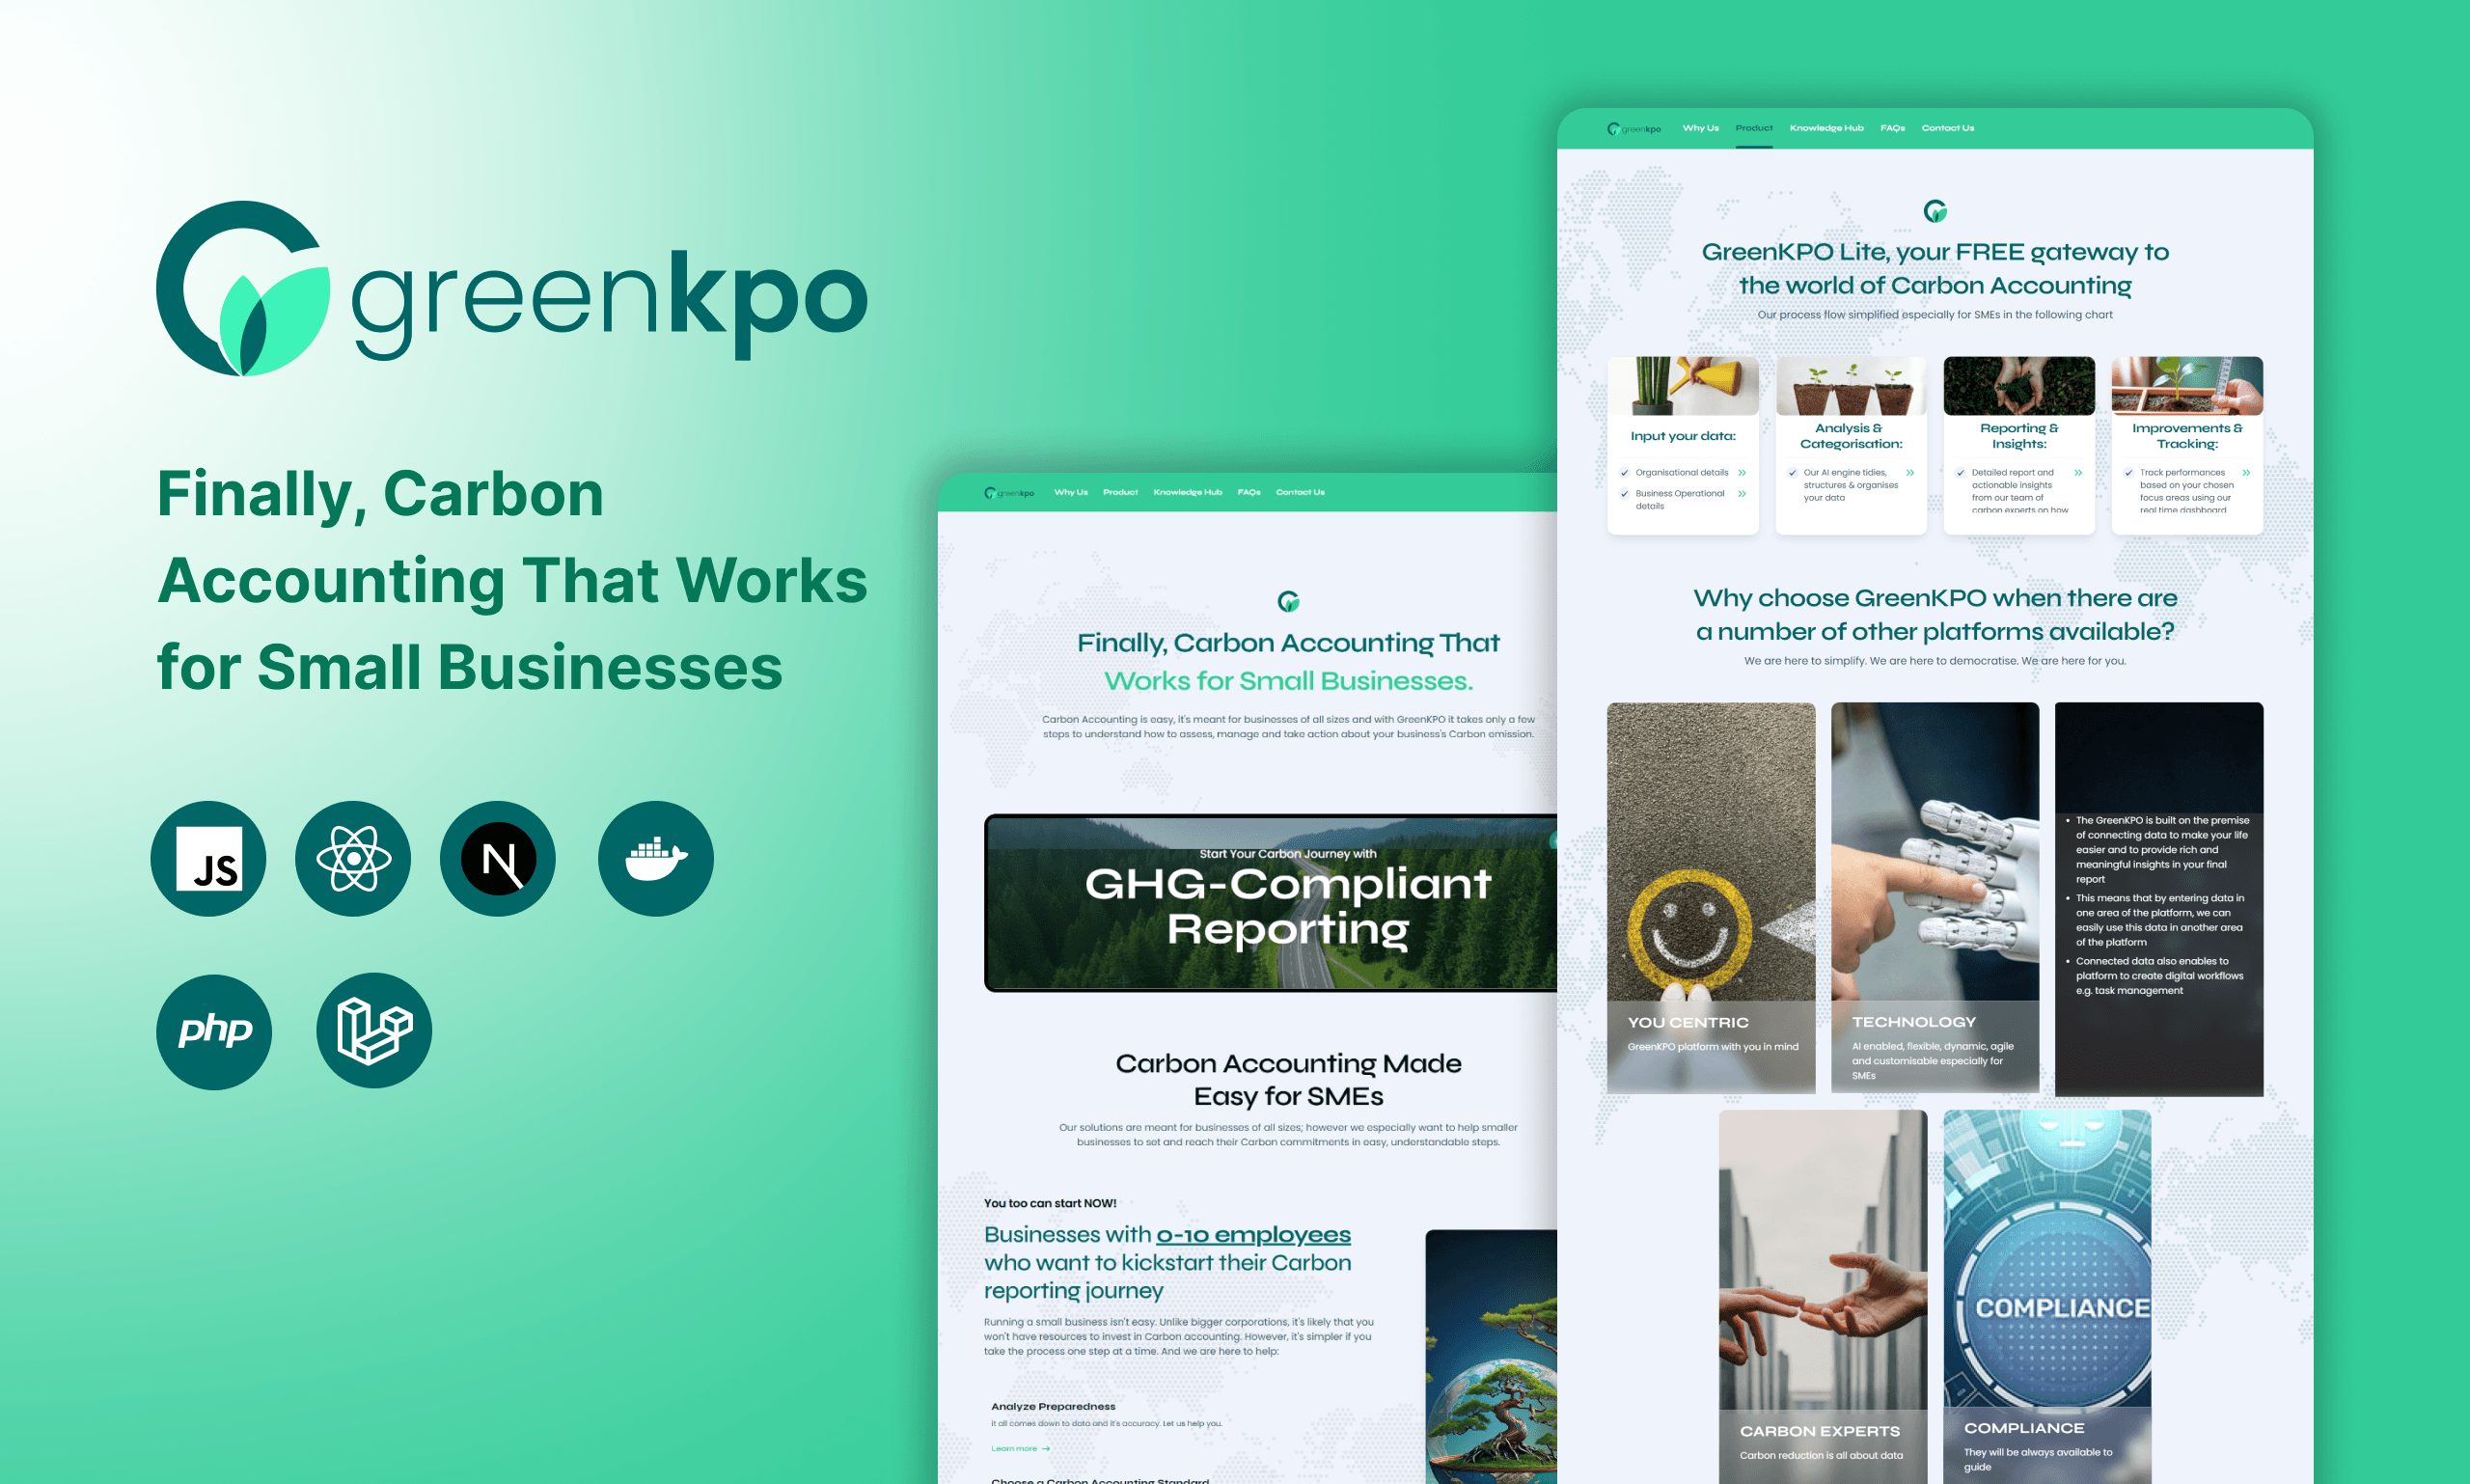 greenkpo
Finally, Carbon
Accounting That Works
for Small Businesses
JS
N
php
greenkpo Why Us Product Knowledge Hub FAQs Contact Us
Finally, Carbon Accounting That
Works for Small Businesses.
Carbon Accounting is easy, it's meant for businesses of all sizes and with GreenKPO it takes only a few
steps to understand how to assess, manage and take action about your business's Carbon emission.
Start Your Carbon Journey with
GHG-Compliant
Reporting
Carbon Accounting Made
Easy for SMEs
Our solutions are meant for businesses of all sizes; however we especially want to help smaller
businesses to set and reach their Carbon commitments in easy, understandable steps.
You too can start NOW!
Businesses with 0-10 employees
who want to kickstart their Carbon
reporting journey
Running a small business isn't easy. Unlike bigger corporations, it's likely that you
won't have resources to invest in Carbon accounting. However, it's simpler if you
take the process one step at a time. And we are here to help:
Analyze Preparedness
It all comes down to data and it's accuracy. Let us help you.
Learn more →
Choose a Carbon Accounting Standard
greenkpo Why Us Product Knowledge Hub FAQs Contact Us
GreenKPO Lite, your FREE gateway to
the world of Carbon Accounting
Our process flow simplified especially for SMEs in the following chart
Input your data:
Organisational details
Business Operational
details
Analysis &
Categorisation:
Our AI engine tidies,
structures & organises
your data
Reporting &
Insights:
Detailed report and
actionable insights
from our team of
carbon experts on how
Improvements &
Tracking:
Track performances
based on your chosen
focus areas using our
real time dashboard
Why choose GreenKPO when there are
a number of other platforms available?
We are here to simplify. We are here to democratise. We are here for you.
YOU CENTRIC
GreenKPO platform with you in mind
TECHNOLOGY
AI enabled, flexible, dynamic, agile
and customisable especially for
SMEs
• The GreenKPO is built on the premise
of connecting data to make your life
easier and to provide rich and
meaningful insights in your final
report
• This means that by entering data in
one area of the platform, we can
easily use this data in another area
of the platform
• Connected data also enables to
platform to create digital workflows
e.g. task management
CARBON EXPERTS
Carbon reduction is all about data
COMPLIANCE
COMPLIANCE
They will be always available to
guide